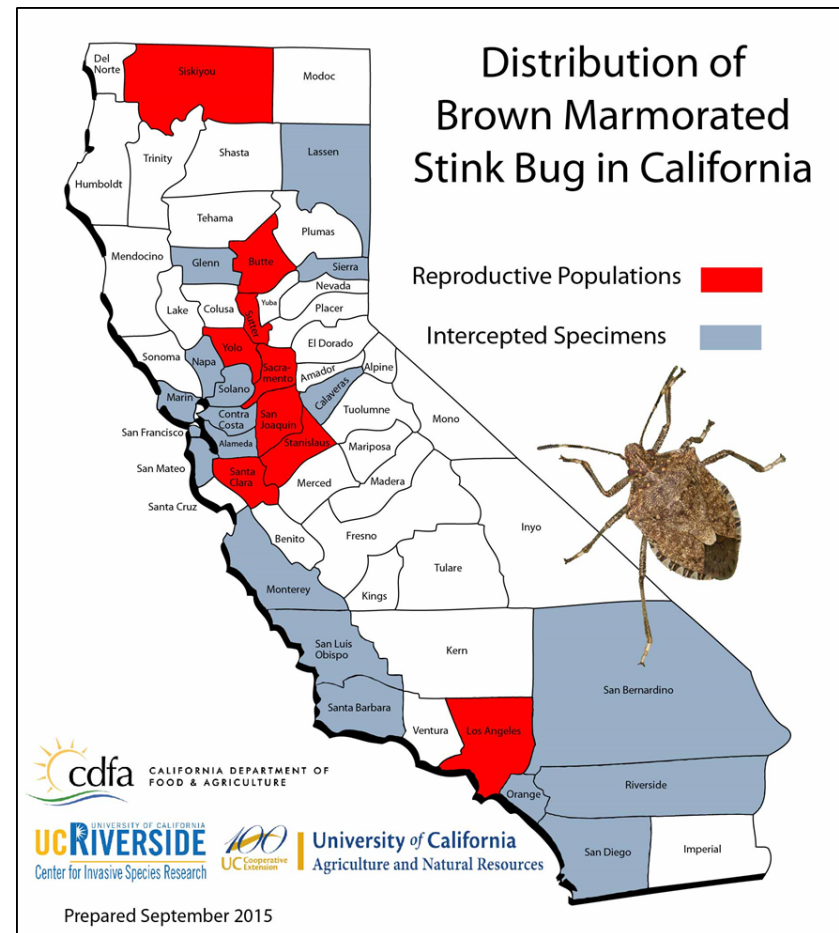 Distribution of
Brown Marmorated
Stink Bug in California
Reproductive Populations
Intercepted Specimens
Del
Norte
Siskiyou
Modoc
Humboldt
Trinity
Shasta
Lassen
Tehama
Plumas
Mendocino
Glenn
Butte
Sierra
Lake
Colusa
Sutter
Yuba
Nevada
Placer
Sonoma
Napa
Yolo
El Dorado
Solano
Sacra-
mento
Amador
Alpine
Marin
Contra
Costa
San
Joaquin
Calaveras
Tuolumne
Mono
San Francisco
Alameda
Stanislaus
Mariposa
San Mateo
Santa
Clara
Merced
Madera
Santa Cruz
Benito
Fresno
Inyo
Monterey
Kings
Tulare
San Luis
Obispo
Kern
San Bernardino
Santa Barbara
Ventura
Los Angeles
Orange
Riverside
San Diego
Imperial
cdfa
CALIFORNIA DEPARTMENT OF
FOOD & AGRICULTURE
UNIVERSITY OF CALIFORNIA
UCRIVERSIDE
Center for Invasive Species Research
100
UC Cooperative
Extension
University of California
Agriculture and Natural Resources
Prepared September 2015